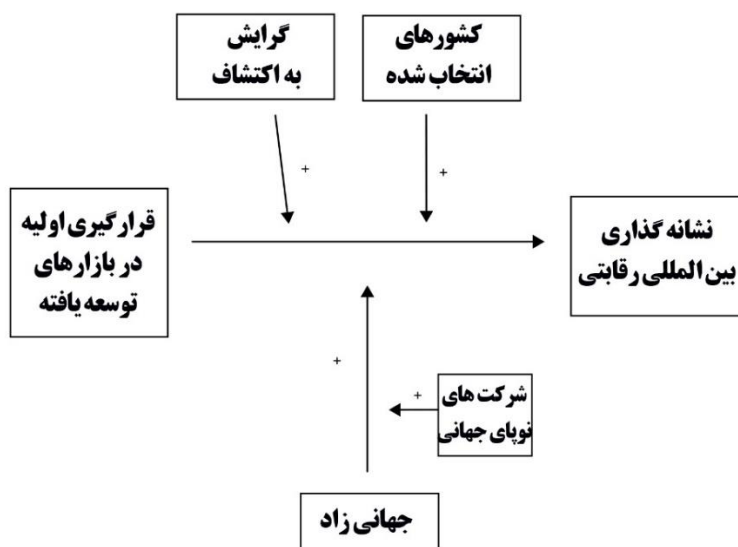 گرایش
به اکتشاف
کشورهای
انتخاب شده
+
+
قرارگیری اولیه
در بازارهای
توسعه یافته
نشانه گذاری
بین المللی رقابتی
+
+
شرکت های
نوپای جهانی
جهانی زاد